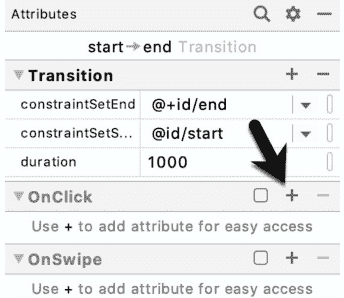 Attributes
start end Transition
Transition
constraintSetEnd @+id/end
constraintSetS... @id/start
duration 1000
OnClick
Use + to add attribute for easy access
OnSwipe
Use + to add attribute for easy access